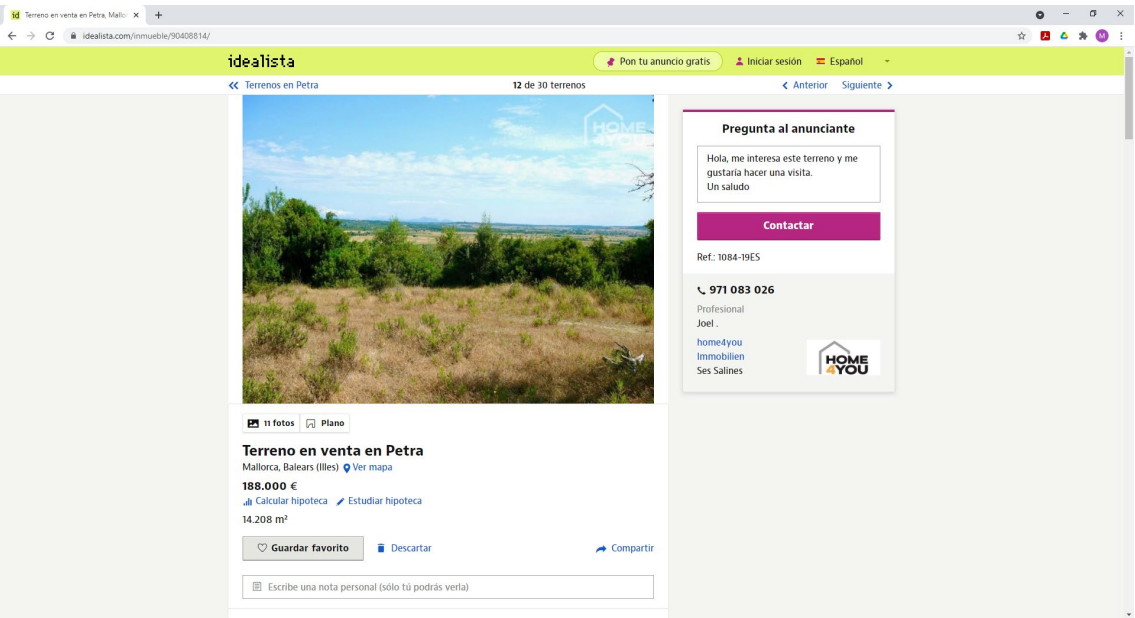 Terreno en venta en Petra, Mallor
idealista.com/inmueble/90408814/
M
idealista
Pon tu anuncio gratis
Iniciar sesión
Español
Terrenos en Petra
12 de 30 terrenos
Anterior
Siguiente
HOME
4YOU
Pregunta al anunciante
Hola, me interesa este terreno y me
gustaría hacer una visita.
Un saludo
Contactar
Ref.: 1084-19ES
971 083 026
Profesional
Joel .
home4you
Immobilien
Ses Salines
HOME
4YOU
11 fotos
Plano
Terreno en venta en Petra
Mallorca, Balears (Illes) Ver mapa
188.000 €
Calcular hipoteca Estudiar hipoteca
14.208 m²
Guardar favorito
Descartar
Compartir
Escribe una nota personal (sólo tú podrás verla)